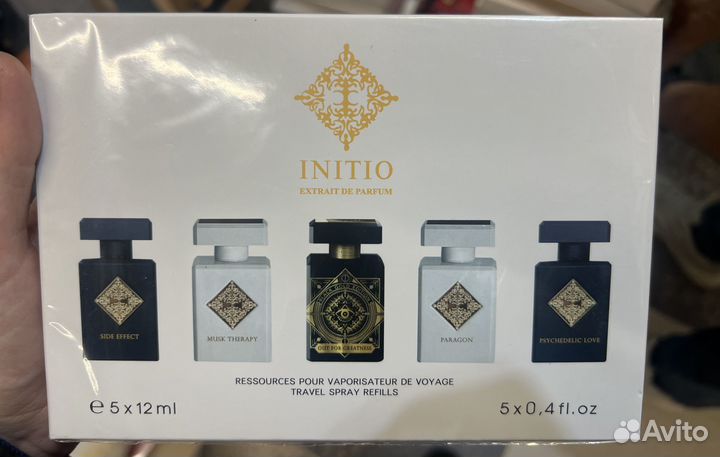 INITIO
EXTRAIT DE PARFUM
SIDE EFFECT
MUSK THERAPY
OUD FOR GREATNESS
PARAGON
PSYCHEDELIC LOVE
RESSOURCES POUR VAPORISATEUR DE VOYAGE
TRAVEL SPRAY REFILLS
e 5 x 12 ml
5 x 0,4 fl.oz
Avito